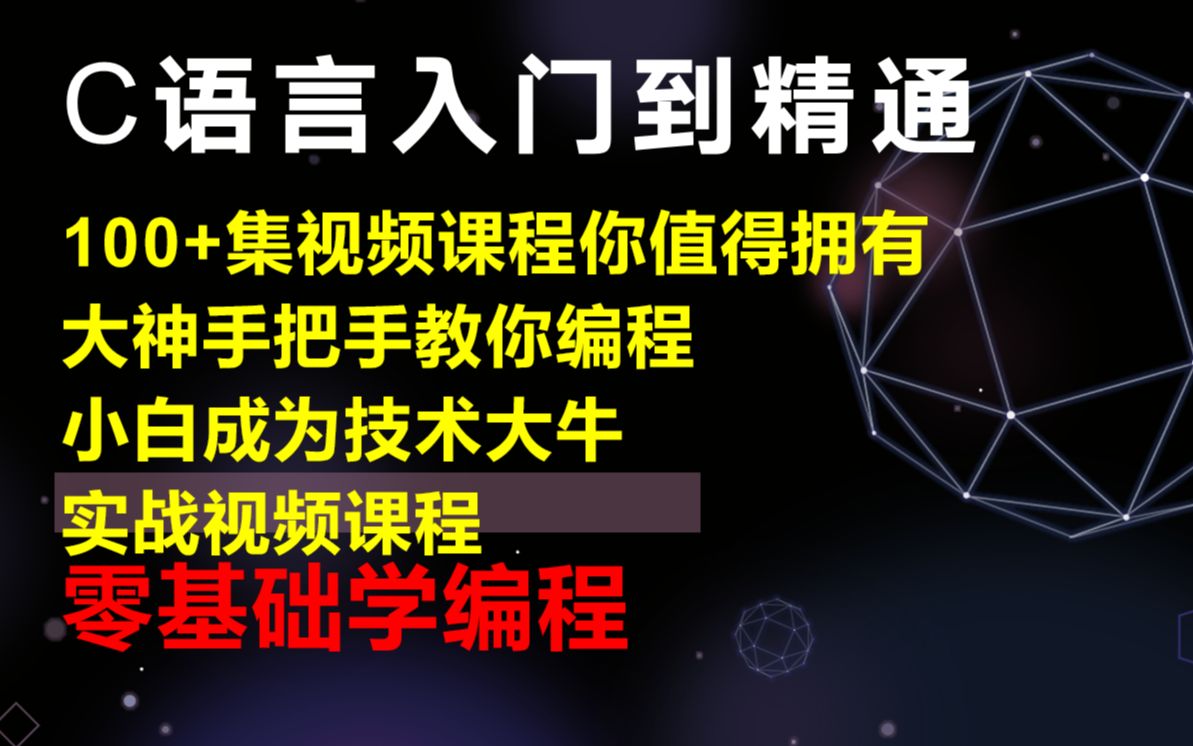 C语言入门到精通
100+集视频课程你值得拥有
大神手把手教你编程
小白成为技术大牛
实战视频课程
零基础学编程